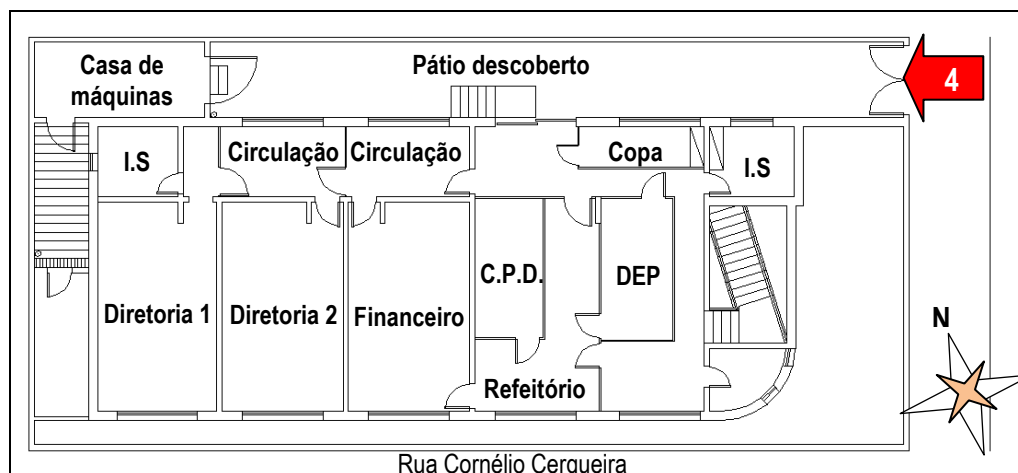 Casa de
máquinas
Pátio descoberto
4
I.S
Circulação
Circulação
Copa
I.S
C.P.D.
DEP
Diretoria 1
Diretoria 2
Financeiro
Refeitório
N
Rua Cornélio Cerqueira